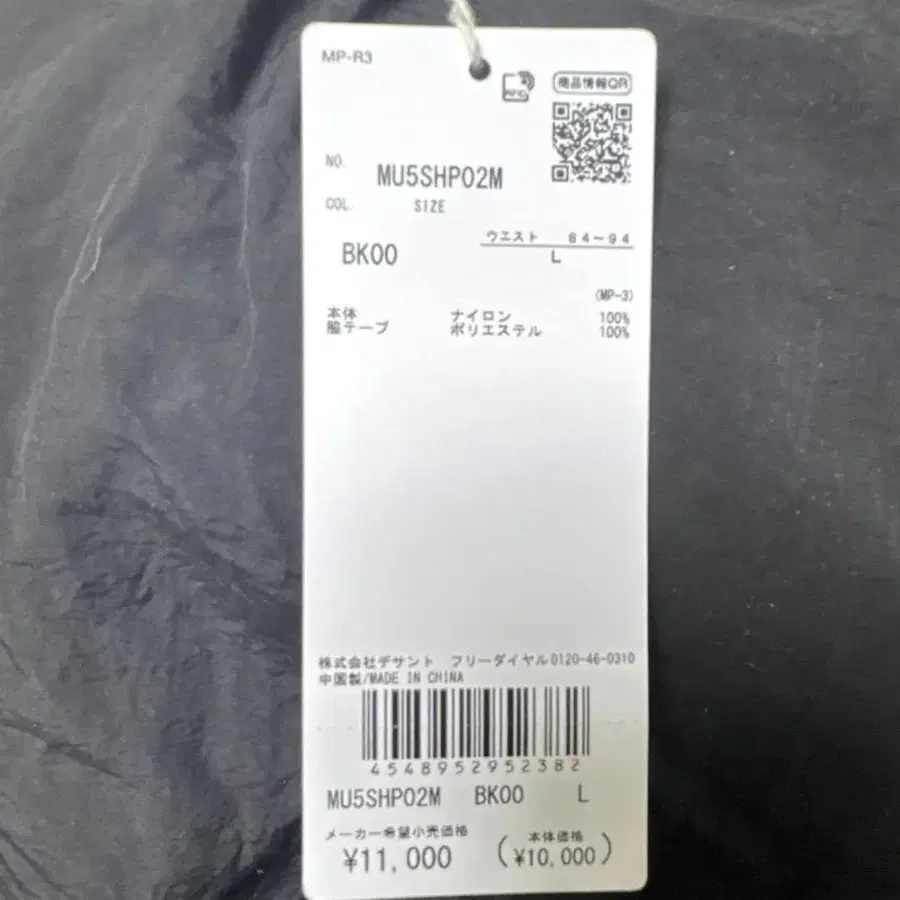 MP-R3
RFID
商品情報QR
NO.
MU5SHP02M
COL.
SIZE
BK00
ウエスト 84~94
L
(MP-3)
本体 ナイロン 100%
脇テープ ポリエステル 100%
株式会社デサント フリーダイヤル0120-46-0310
中国製/MADE IN CHINA
4548952952382
MU5SHP02M BK00 L
メーカー希望小売価格
¥11,000
本体価格
(¥10,000)